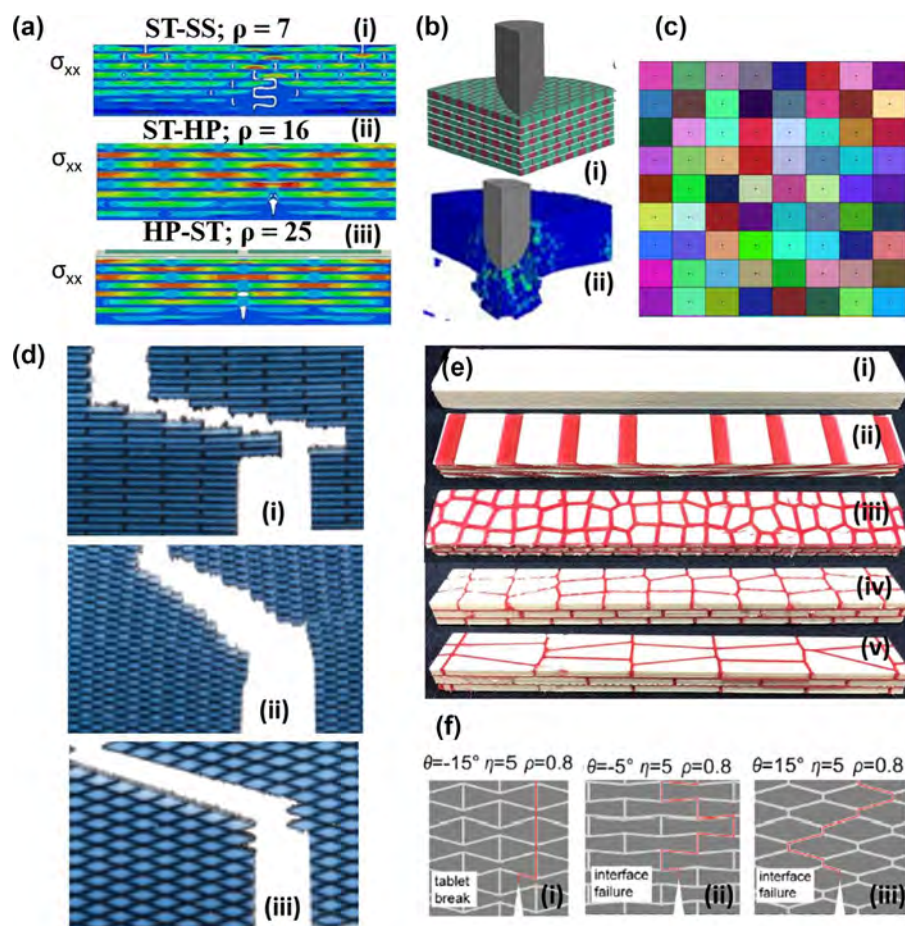 (a)
ST-SS; ρ = 7
(i)
σxx
ST-HP; ρ = 16
(ii)
σxx
HP-ST; ρ = 25
(iii)
σxx
(b)
(i)
(ii)
(c)
(d)
(i)
(ii)
(iii)
(e)
(i)
(ii)
(iii)
(iv)
(v)
(f)
θ=-15° η=5 ρ=0.8
tablet
break
(i)
θ=-5° η=5 ρ=0.8
interface
failure
(ii)
θ=15° η=5 ρ=0.8
interface
failure
(iii)